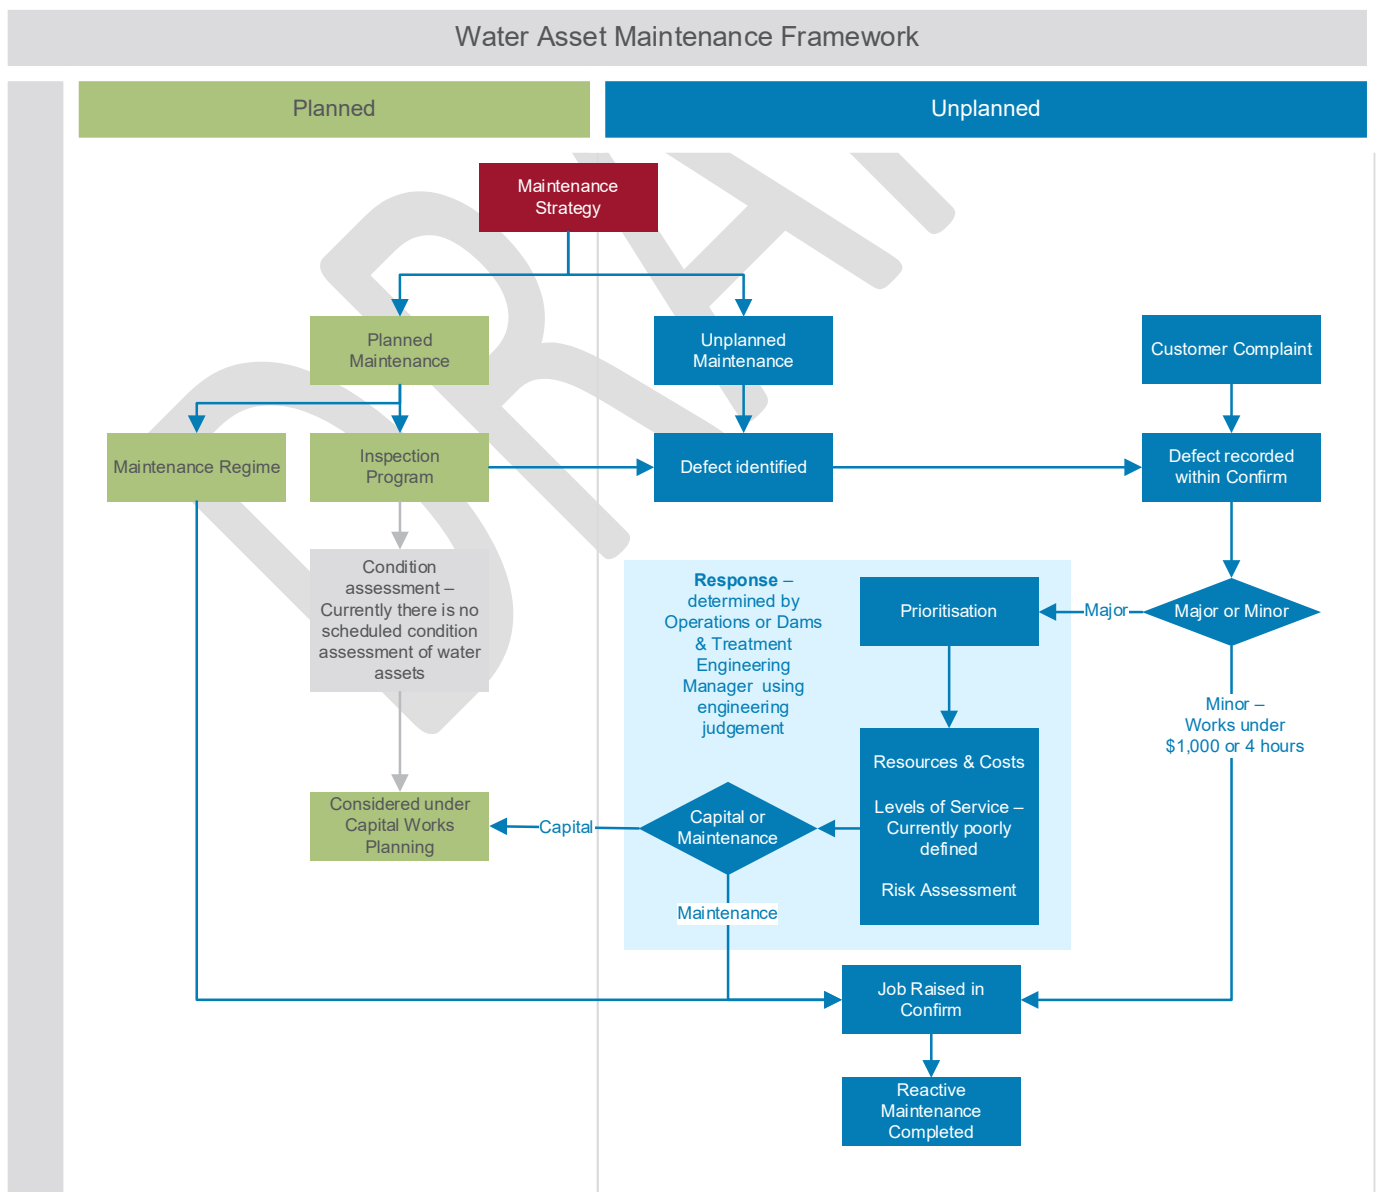 Water Asset Maintenance Framework
Planned
Unplanned
Maintenance
Strategy
Planned
Maintenance
Unplanned
Maintenance
Customer Complaint
Maintenance Regime
Inspection
Program
Defect identified
Defect recorded
within Confirm
Condition
assessment –
Currently there is no
scheduled condition
assessment of water
assets
Response –
determined by
Operations or Dams
& Treatment
Engineering
Manager using
engineering
judgement
Prioritisation
Major
Major or Minor
Minor –
Works under
$1,000 or 4 hours
Resources & Costs
Levels of Service –
Currently poorly
defined
Risk Assessment
Considered under
Capital Works
Planning
Capital
Capital or
Maintenance
Maintenance
Job Raised in
Confirm
Reactive
Maintenance
Completed